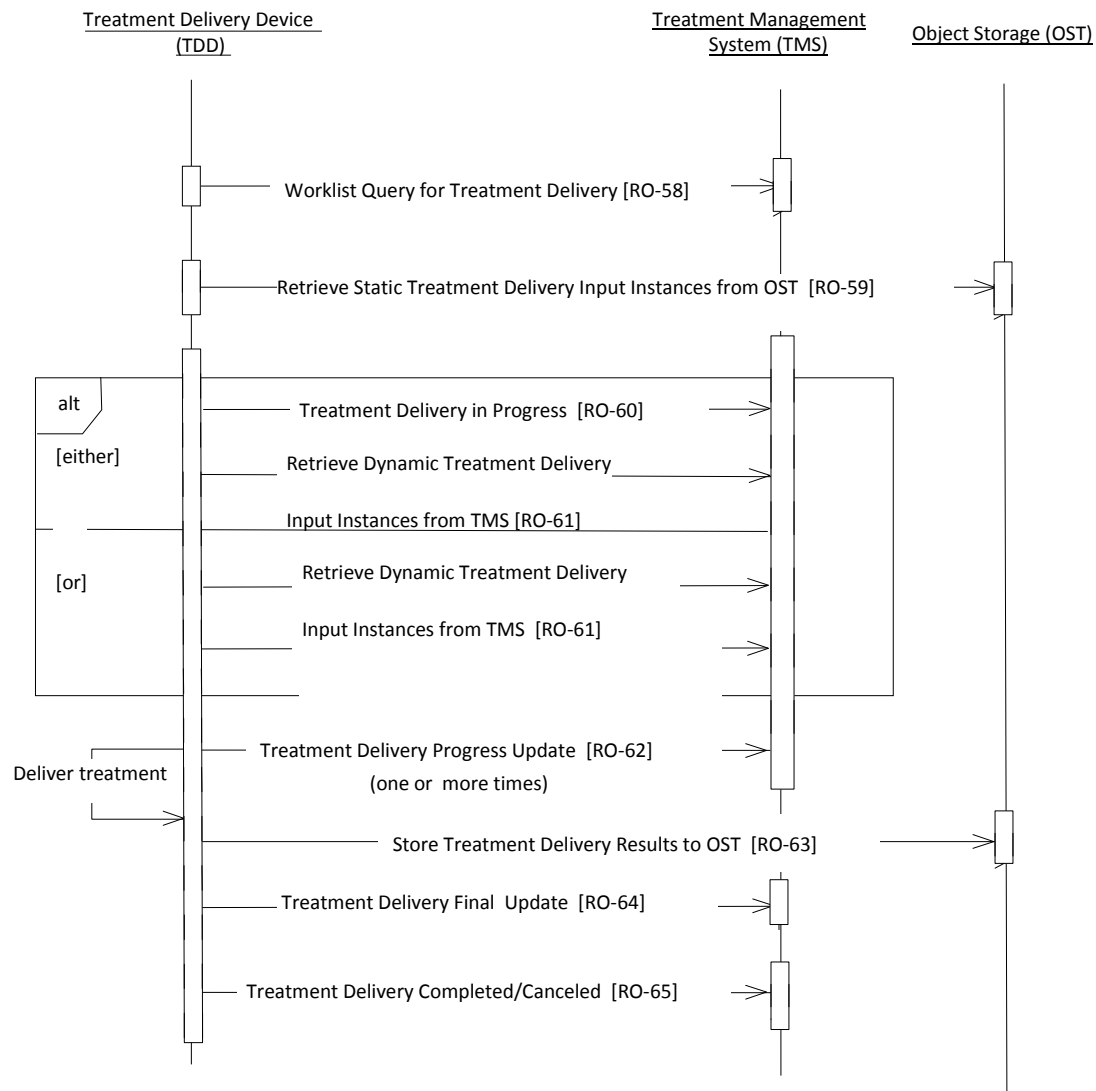 Treatment Delivery Device
(TDD)
Treatment Management
System (TMS)
Object Storage (OST)
Worklist Query for Treatment Delivery [RO-58]
Retrieve Static Treatment Delivery Input Instances from OST [RO-59]
alt
Treatment Delivery in Progress [RO-60]
[either]
Retrieve Dynamic Treatment Delivery
Input Instances from TMS [RO-61]
[or]
Retrieve Dynamic Treatment Delivery
Input Instances from TMS [RO-61]
Treatment Delivery Progress Update [RO-62]
(one or more times)
Deliver treatment
Store Treatment Delivery Results to OST [RO-63]
Treatment Delivery Final Update [RO-64]
Treatment Delivery Completed/Canceled [RO-65]